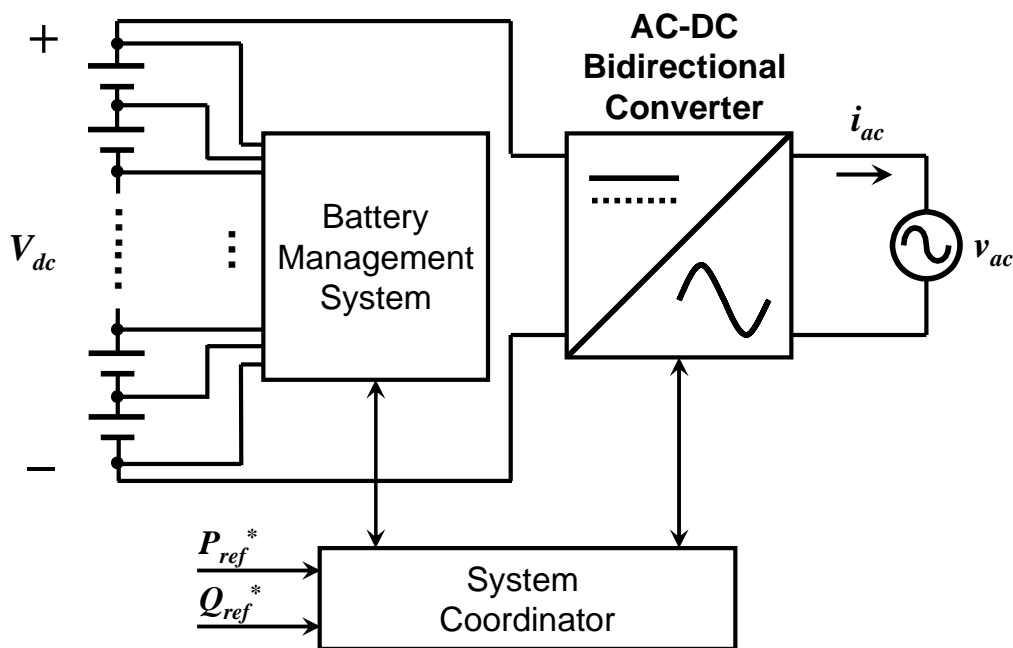 +
AC-DC
Bidirectional
Converter
i_ac
V_dc
Battery
Management
System
v_ac
−
P_ref*
Q_ref*
System
Coordinator